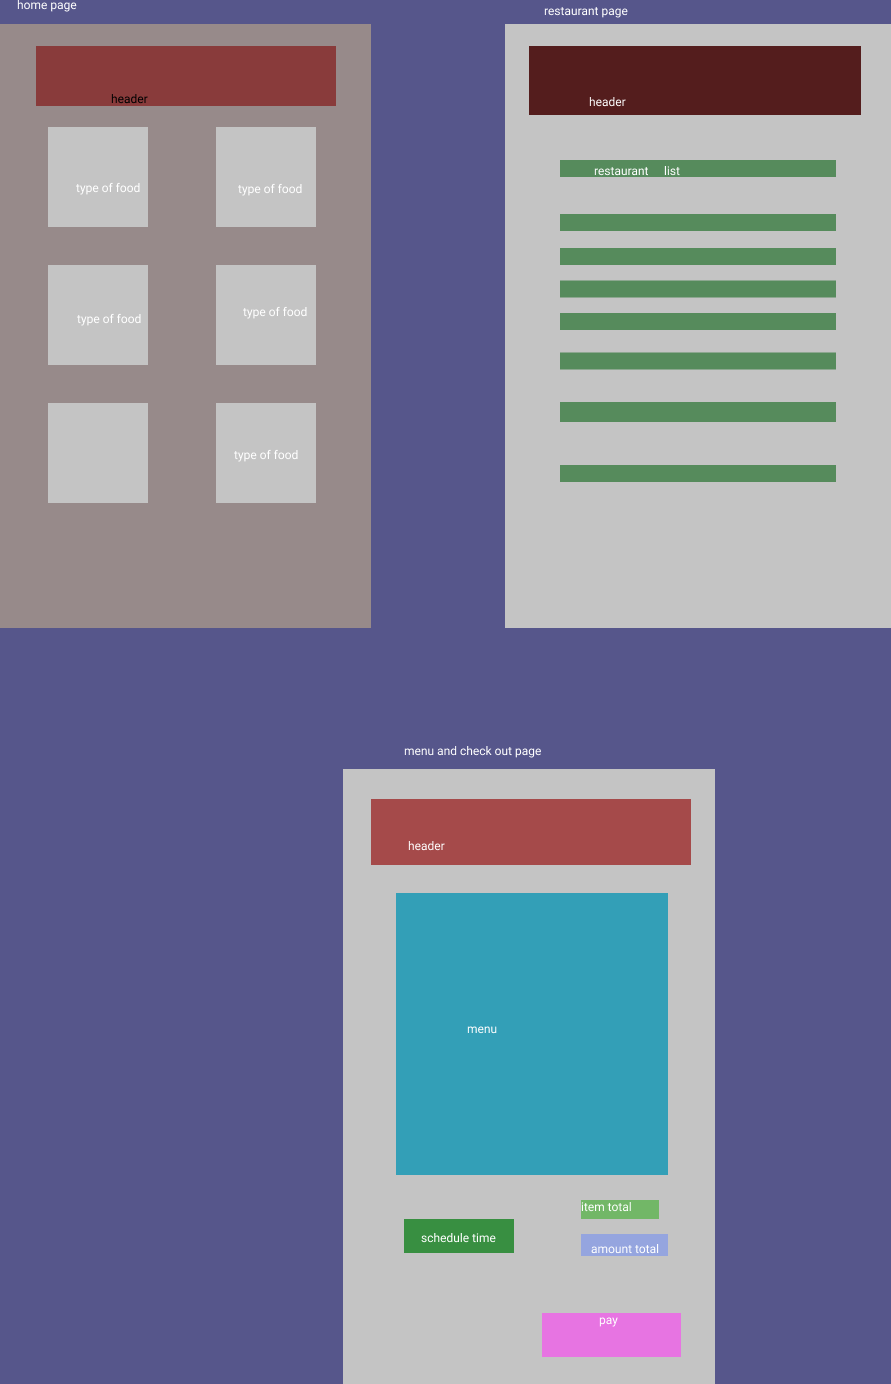 home page
header
type of food
type of food
type of food
type of food
type of food
restaurant page
header
restaurant list
menu and check out page
header
menu
item total
schedule time
amount total
pay